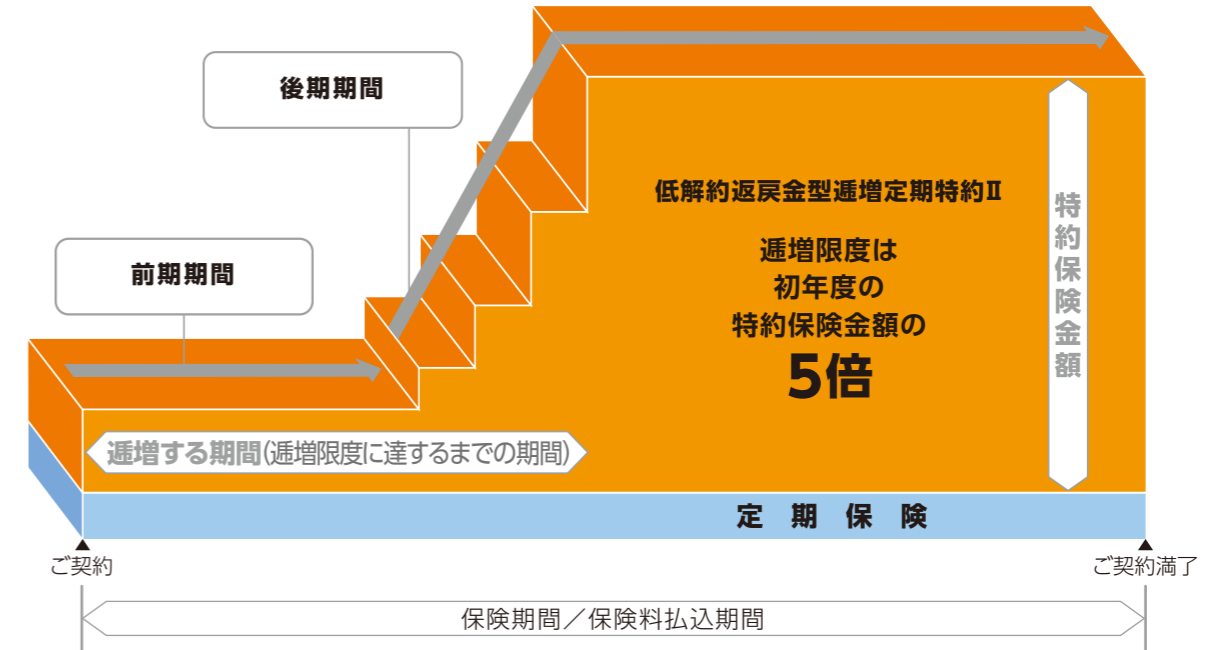 後期期間
前期期間
低解約返戻金型逓増定期特約Ⅱ
逓増限度は
初年度の
特約保険金額の
5倍
特約保険金額
逓増する期間(逓増限度に達するまでの期間)
定期保険
ご契約
ご契約満了
保険期間／保険料払込期間